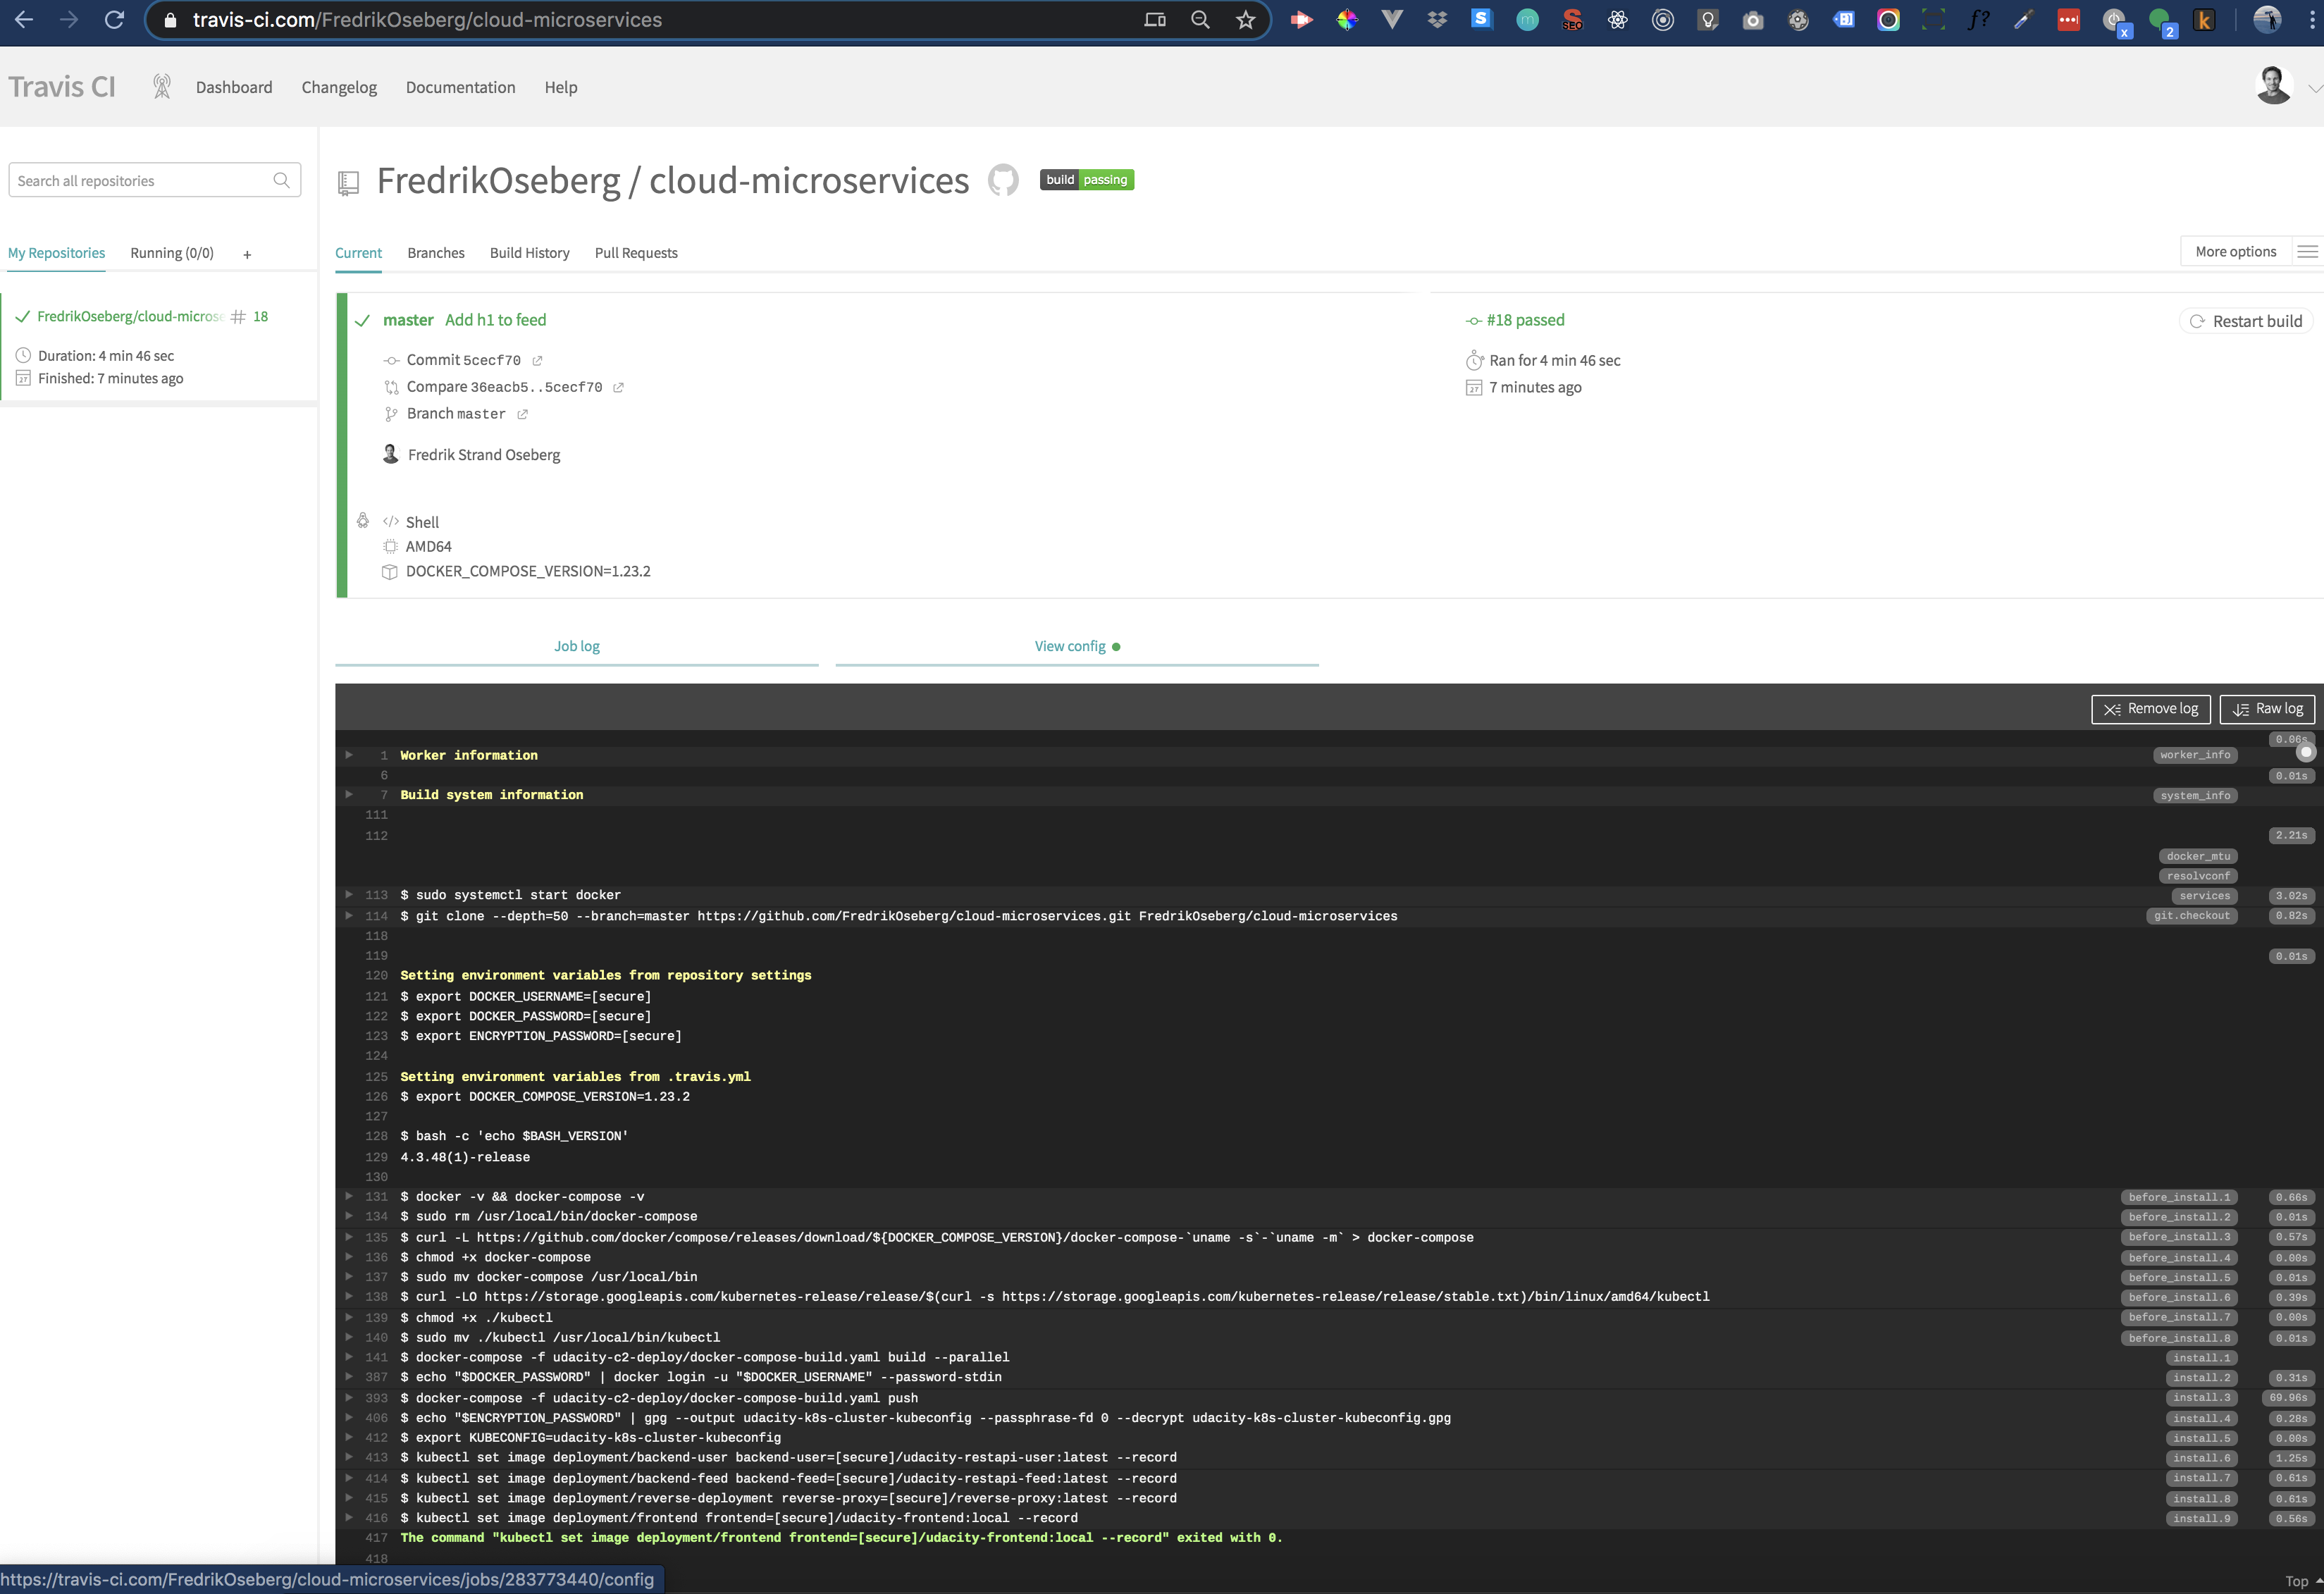 travis-ci.com/FredrikOseberg/cloud-microservices
Travis CI
Dashboard
Changelog
Documentation
Help
Search all repositories
My Repositories
Running (0/0)
+
FredrikOseberg/cloud-micros
# 18
Duration: 4 min 46 sec
Finished: 7 minutes ago
FredrikOseberg / cloud-microservices
build passing
Current
Branches
Build History
Pull Requests
More options
master Add h1 to feed
Commit 5cecf70
Compare 36eacb5..5cecf70
Branch master
Fredrik Strand Oseberg
Shell
AMD64
DOCKER_COMPOSE_VERSION=1.23.2
#18 passed
Ran for 4 min 46 sec
7 minutes ago
Restart build
Job log
View config
Remove log
Raw log
0.06s
1 Worker information worker_info
6 0.01s
7 Build system information system_info
111
112 2.21s
docker_mtu
resolvconf
113 $ sudo systemctl start docker services 3.02s
114 $ git clone --depth=50 --branch=master https://github.com/FredrikOseberg/cloud-microservices.git FredrikOseberg/cloud-microservices git.checkout 0.82s
118
119 0.01s
120 Setting environment variables from repository settings
121 $ export DOCKER_USERNAME=[secure]
122 $ export DOCKER_PASSWORD=[secure]
123 $ export ENCRYPTION_PASSWORD=[secure]
124
125 Setting environment variables from .travis.yml
126 $ export DOCKER_COMPOSE_VERSION=1.23.2
127
128 $ bash -c 'echo $BASH_VERSION'
129 4.3.48(1)-release
130
131 $ docker -v && docker-compose -v before_install.1 0.66s
134 $ sudo rm /usr/local/bin/docker-compose before_install.2 0.01s
135 $ curl -L https://github.com/docker/compose/releases/download/${DOCKER_COMPOSE_VERSION}/docker-compose-`uname -s`-`uname -m` > docker-compose before_install.3 0.57s
136 $ chmod +x docker-compose before_install.4 0.00s
137 $ sudo mv docker-compose /usr/local/bin before_install.5 0.01s
138 $ curl -LO https://storage.googleapis.com/kubernetes-release/release/$(curl -s https://storage.googleapis.com/kubernetes-release/release/stable.txt)/bin/linux/amd64/kubectl before_install.6 0.39s
139 $ chmod +x ./kubectl before_install.7 0.00s
140 $ sudo mv ./kubectl /usr/local/bin/kubectl before_install.8 0.01s
141 $ docker-compose -f udacity-c2-deploy/docker-compose-build.yaml build --parallel install.1
387 $ echo "$DOCKER_PASSWORD" | docker login -u "$DOCKER_USERNAME" --password-stdin install.2 0.31s
393 $ docker-compose -f udacity-c2-deploy/docker-compose-build.yaml push install.3 69.96s
406 $ echo "$ENCRYPTION_PASSWORD" | gpg --output udacity-k8s-cluster-kubeconfig --passphrase-fd 0 --decrypt udacity-k8s-cluster-kubeconfig.gpg install.4 0.28s
412 $ export KUBECONFIG=udacity-k8s-cluster-kubeconfig install.5 0.00s
413 $ kubectl set image deployment/backend-user backend-user=[secure]/udacity-restapi-user:latest --record install.6 1.25s
414 $ kubectl set image deployment/backend-feed backend-feed=[secure]/udacity-restapi-feed:latest --record install.7 0.61s
415 $ kubectl set image deployment/reverse-deployment reverse-proxy=[secure]/reverse-proxy:latest --record install.8 0.61s
416 $ kubectl set image deployment/frontend frontend=[secure]/udacity-frontend:local --record install.9 0.56s
417 The command "kubectl set image deployment/frontend frontend=[secure]/udacity-frontend:local --record" exited with 0.
418
https://travis-ci.com/FredrikOseberg/cloud-microservices/jobs/283773440/config
Top